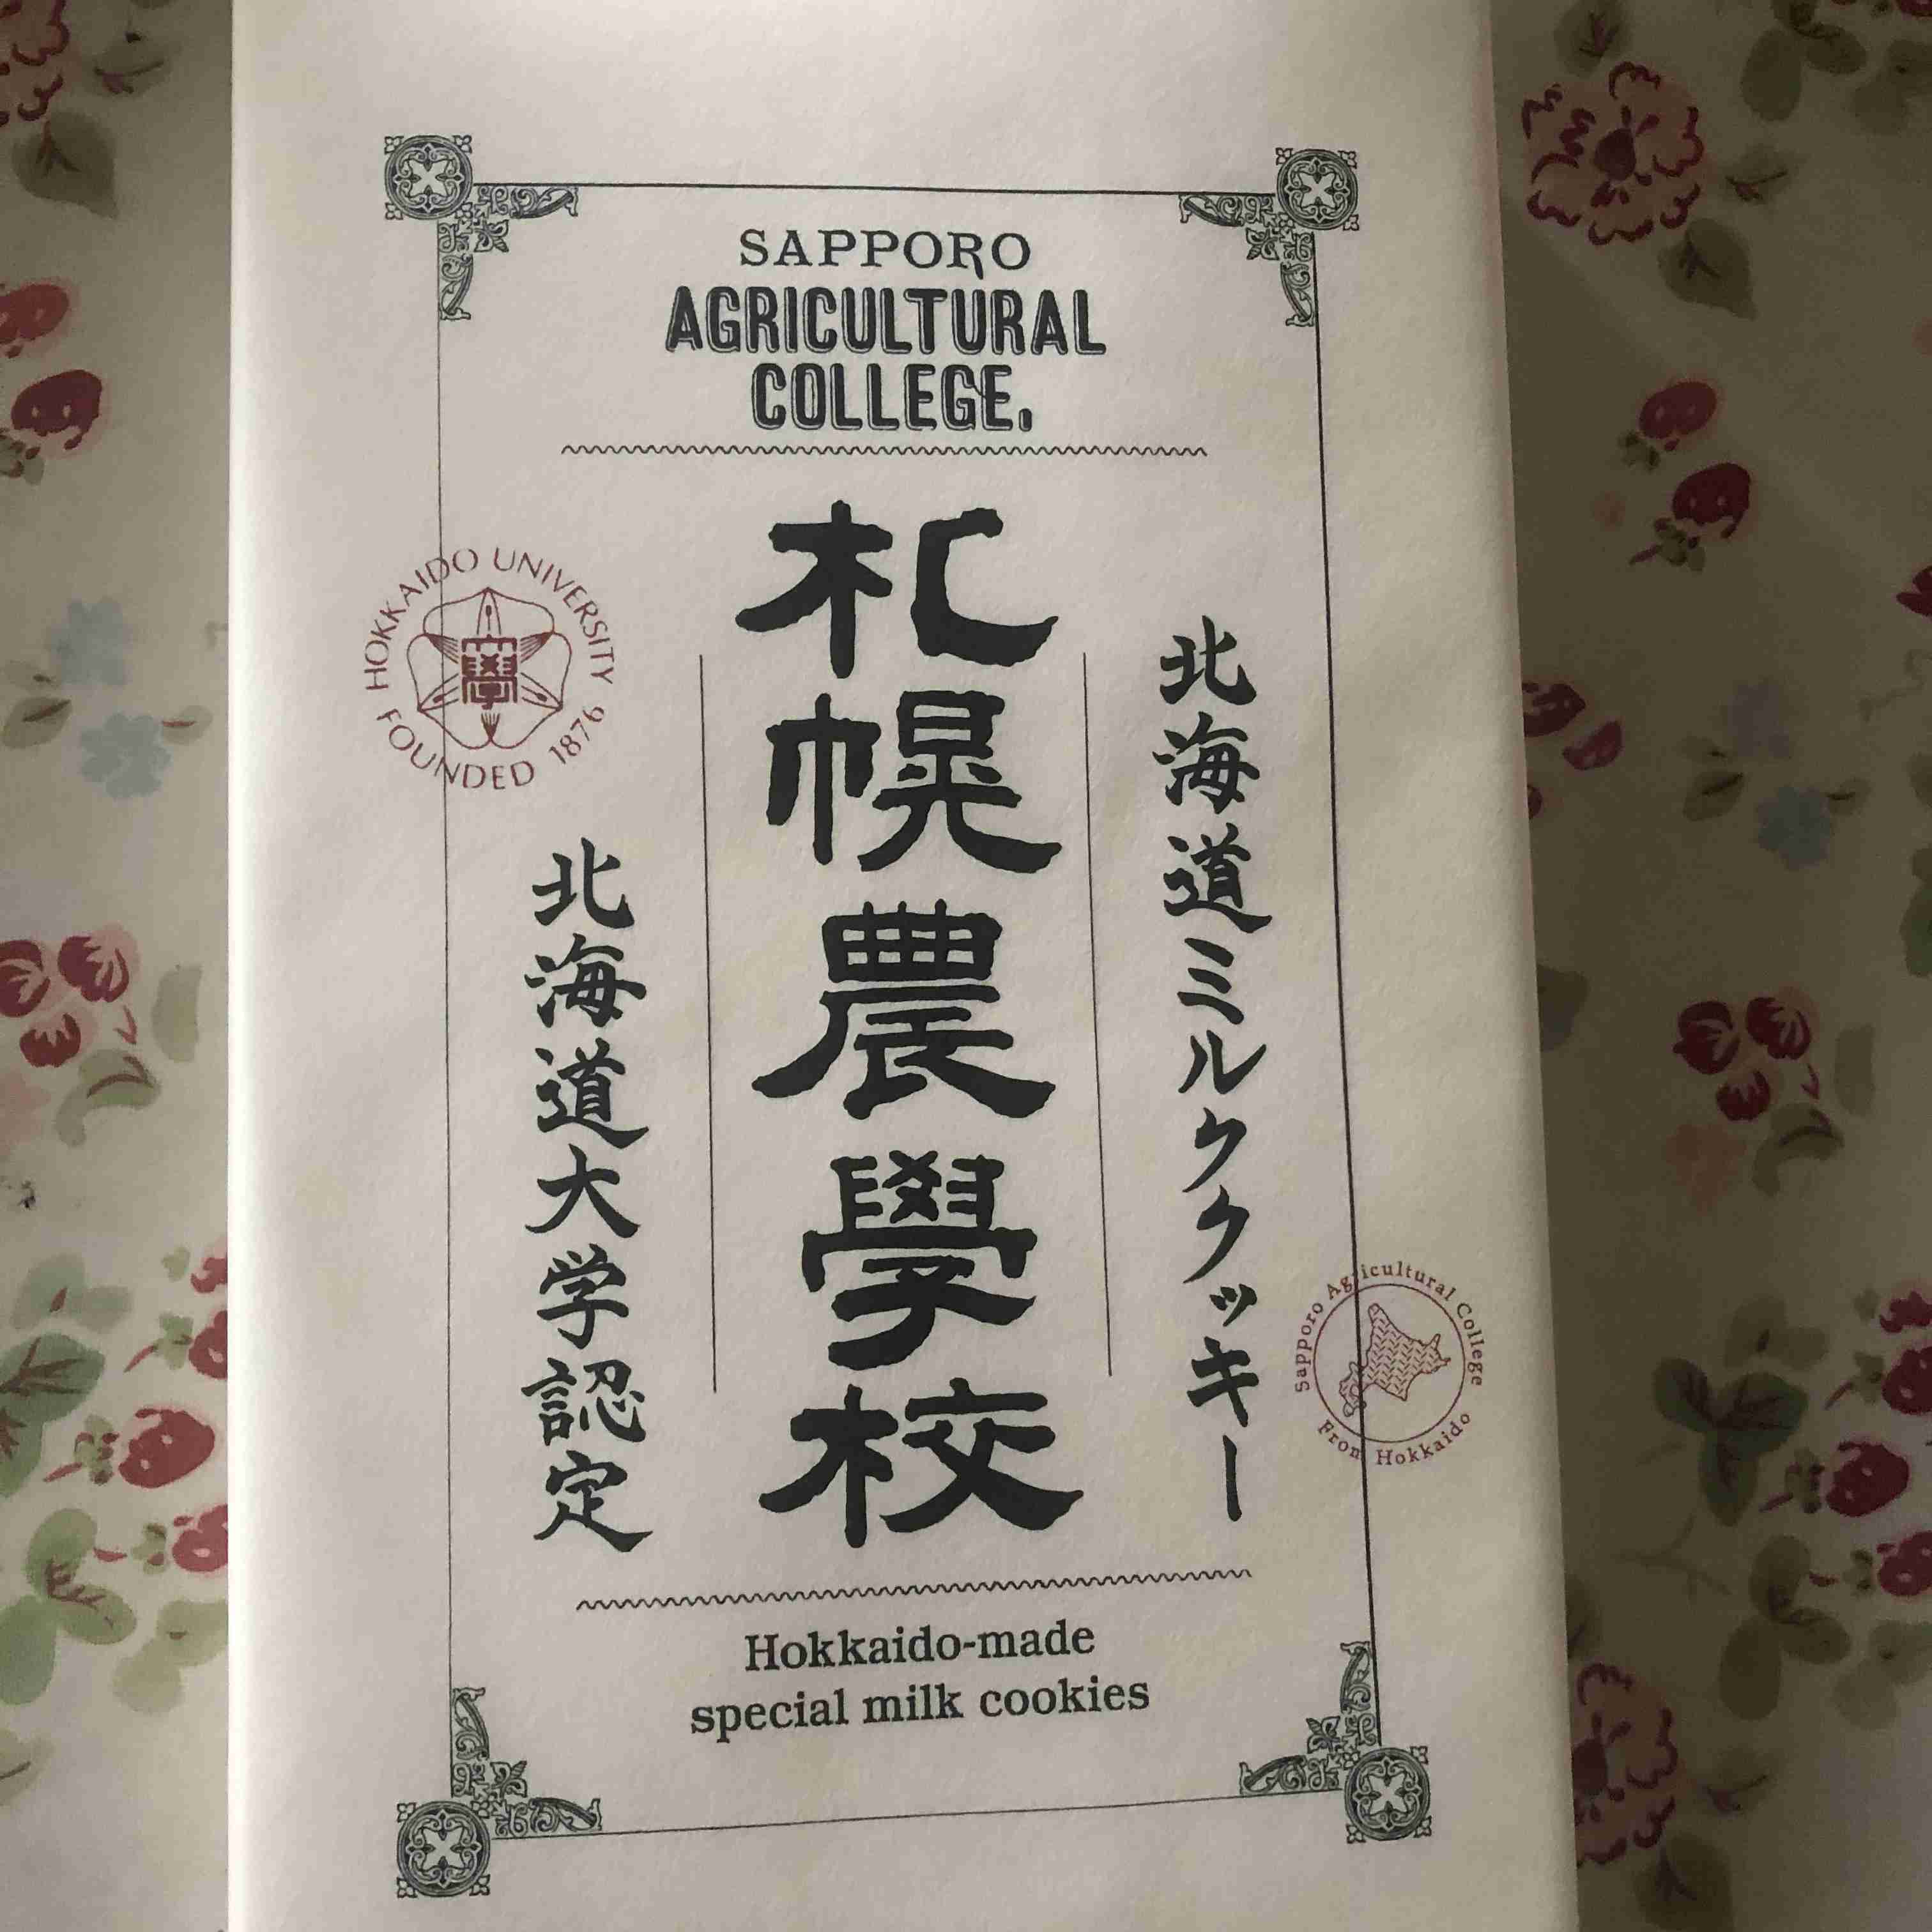 SAPPORO
AGRICULTURAL
COLLEGE.
北海道ミルククッキー
札幌農學校
北海道大学認定
HOKKAIDO UNIVERSITY
FOUNDED 1876
學
Sapporo Agricultural College
From Hokkaido
Hokkaido-made
special milk cookies